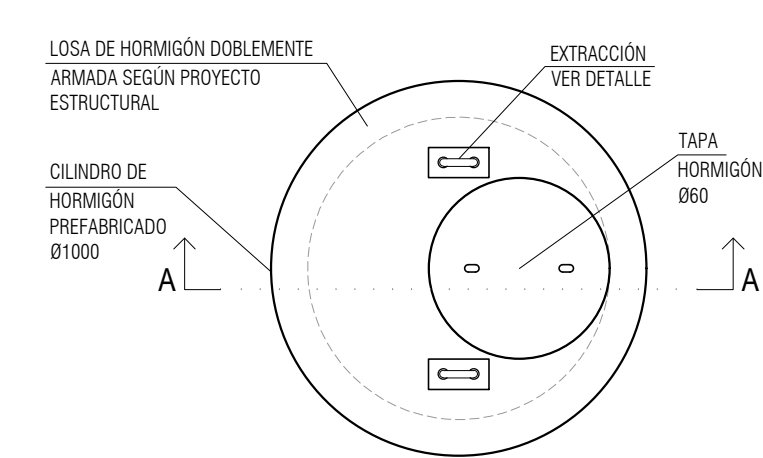 LOSA DE HORMIGÓN DOBLEMENTE
ARMADA SEGÚN PROYECTO
ESTRUCTURAL
EXTRACCIÓN
VER DETALLE
TAPA
HORMIGÓN
Ø60
CILINDRO DE
HORMIGÓN
PREFABRICADO
Ø1000
A
A